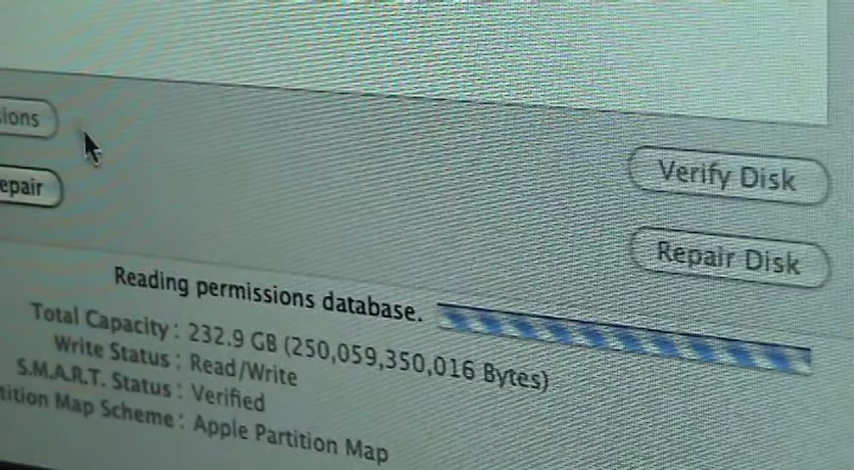 ions
epair
Verify Disk
Repair Disk
Reading permissions database.
Total Capacity : 232.9 GB (250,059,350,016 Bytes)
Write Status : Read/Write
S.M.A.R.T. Status : Verified
tition Map Scheme : Apple Partition Map